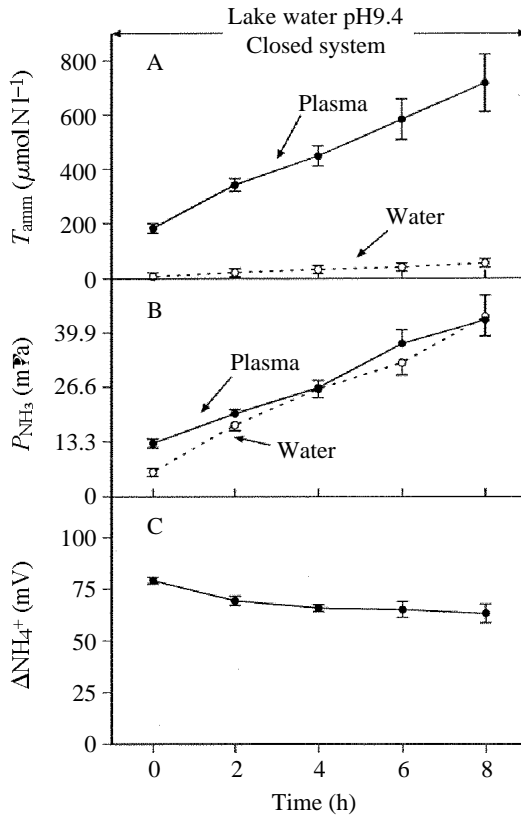 Lake water pH9.4
Closed system
A
800
600
400
200
0
T_amm (μmol N l⁻¹)
Plasma
Water
B
39.9
26.6
13.3
0
P_NH₃ (mPa)
Plasma
Water
C
100
75
50
25
0
ΔNH₄⁺ (mV)
0 2 4 6 8
Time (h)